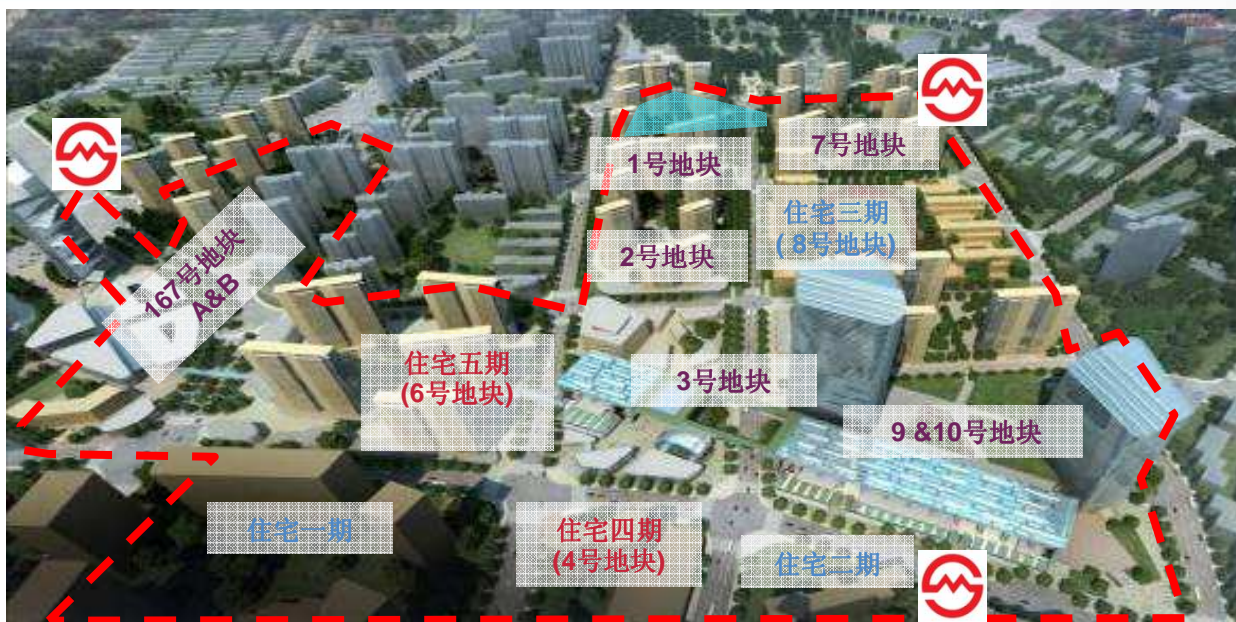 7号地块
1号地块
住宅三期
( 8号地块)
2号地块
167号地块
A&B
住宅五期
(6号地块)
3号地块
9 &10号地块
住宅一期
住宅四期
(4号地块)
住宅二期